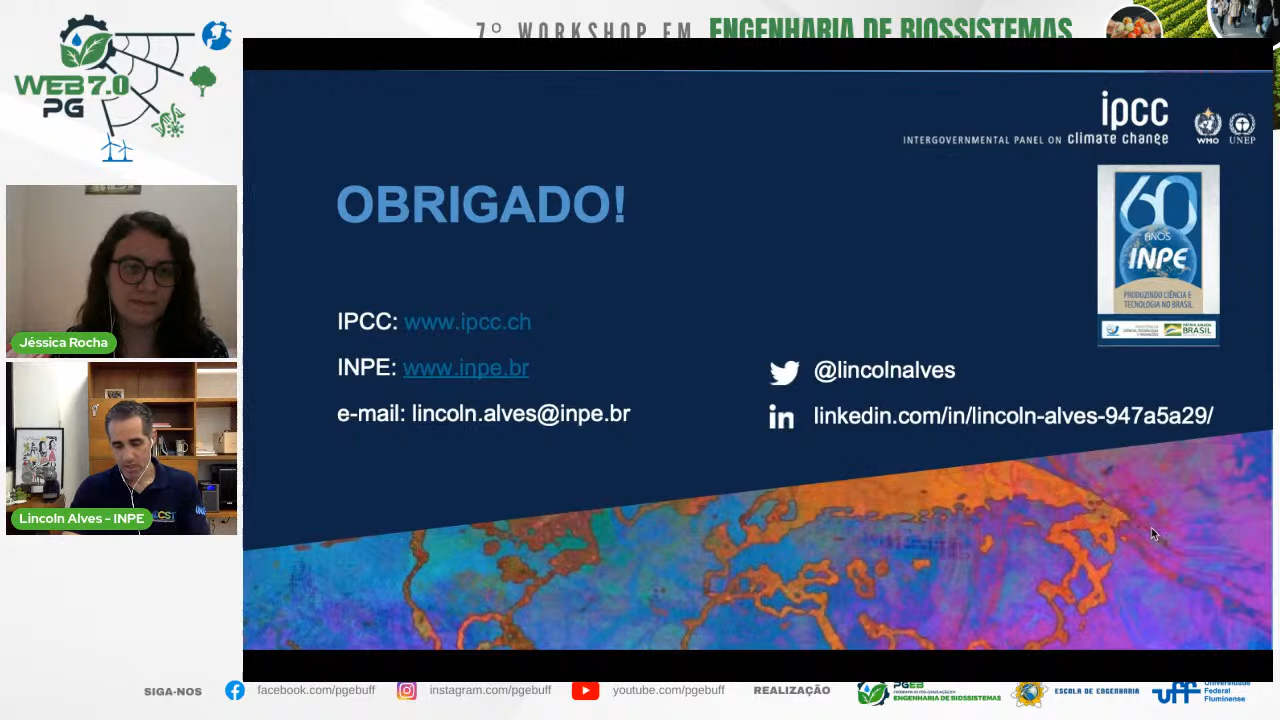 7º WORKSHOP EM ENGENHARIA DE BIOSSISTEMAS
WEB 7.0
PG
ipcc
INTERGOVERNMENTAL PANEL ON climate change
WMO
UNEP
OBRIGADO!
60
ANOS
INPE
PRODUZINDO CIÊNCIA E
TECNOLOGIA NO BRASIL
BRASIL
IPCC: www.ipcc.ch
INPE: www.inpe.br
e-mail: lincoln.alves@inpe.br
@lincolnalves
in linkedin.com/in/lincoln-alves-947a5a29/
Jéssica Rocha
Lincoln Alves - INPE
SIGA-NOS
facebook.com/pgebuff
instagram.com/pgebuff
youtube.com/pgebuff
REALIZAÇÃO
PGEB
ENGENHARIA DE BIOSSISTEMAS
ESCOLA DE ENGENHARIA
uff
Universidade
Federal
Fluminense